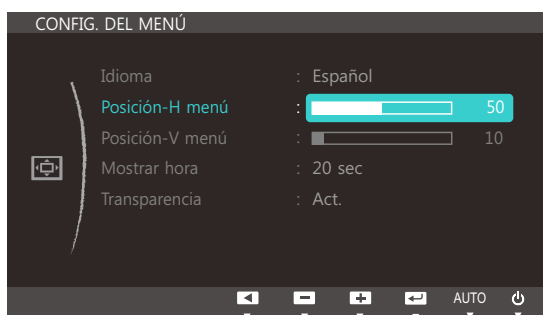 CONFIG. DEL MENÚ
Idioma : Español
Posición-H menú : 50
Posición-V menú : 10
Mostrar hora : 20 sec
Transparencia : Act.
AUTO